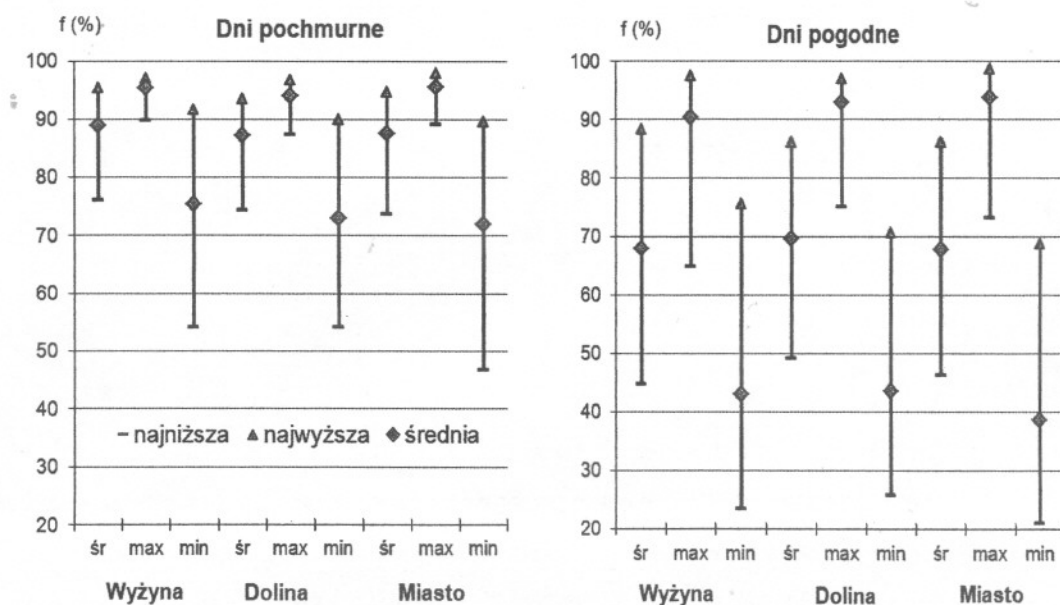 f (%) Dni pochmurne
100
90
80
70
60
50
40
30
20
najniższa najwyższa średnia
śr max min śr max min śr max min
Wyżyna Dolina Miasto
f (%) Dni pogodne
100
90
80
70
60
50
40
30
20
śr max min śr max min śr max min
Wyżyna Dolina Miasto